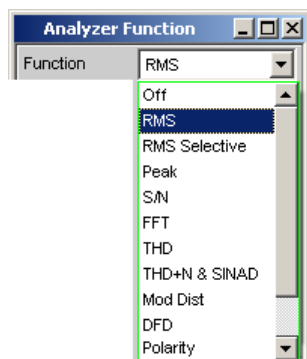 Analyzer Function
Function RMS
Off
RMS
RMS Selective
Peak
S/N
FFT
THD
THD+N & SINAD
Mod Dist
DFD
Polarity